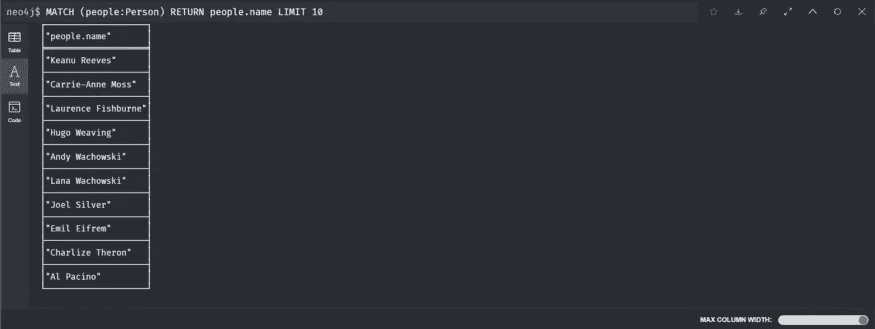 neo4j$ MATCH (people:Person) RETURN people.name LIMIT 10
Table
Text
Code
"people.name"
"Keanu Reeves"
"Carrie-Anne Moss"
"Laurence Fishburne"
"Hugo Weaving"
"Andy Wachowski"
"Lana Wachowski"
"Joel Silver"
"Emil Eifrem"
"Charlize Theron"
"Al Pacino"
MAX COLUMN WIDTH: